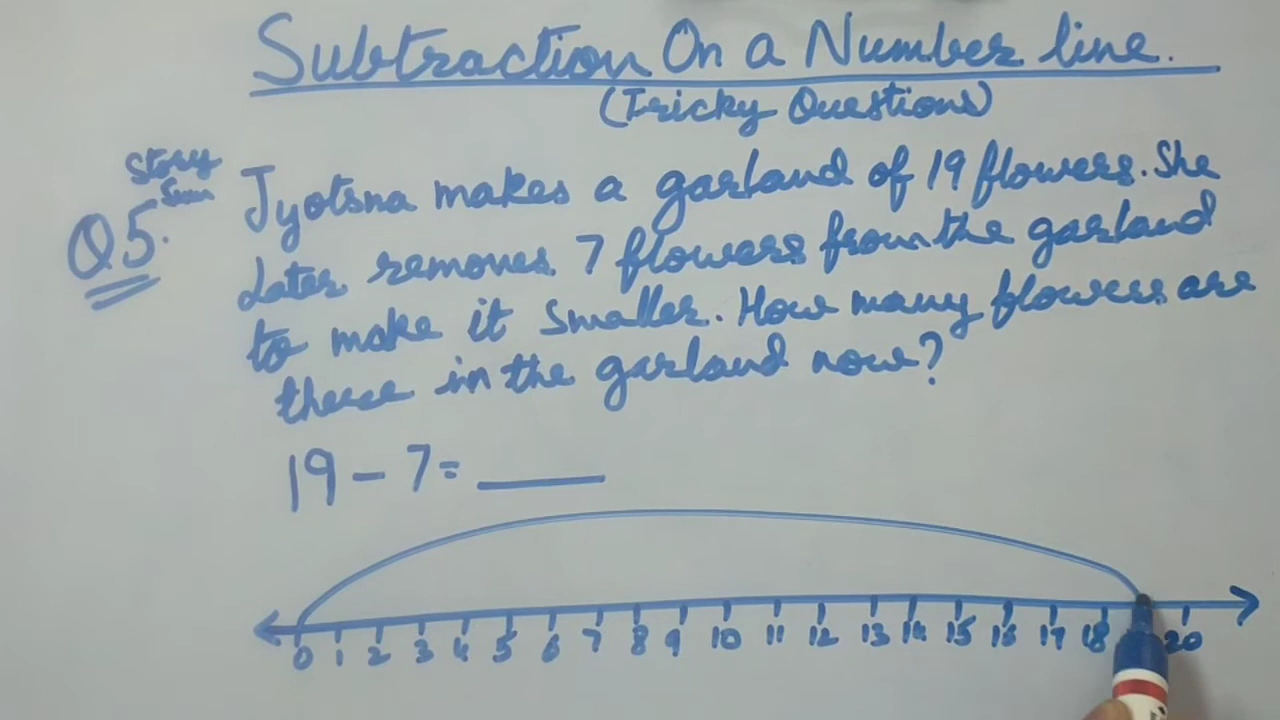 Subtraction On a Number line.
(Tricky Questions)
Story
Sum
Q5.
Jyotsna makes a garland of 19 flowers. She
Later removes 7 flowers from the garland
to make it smaller. How many flowers are
there in the garland now?
19 - 7 = ____
0 1 2 3 4 5 6 7 8 9 10 11 12 13 14 15 16 17 18 20